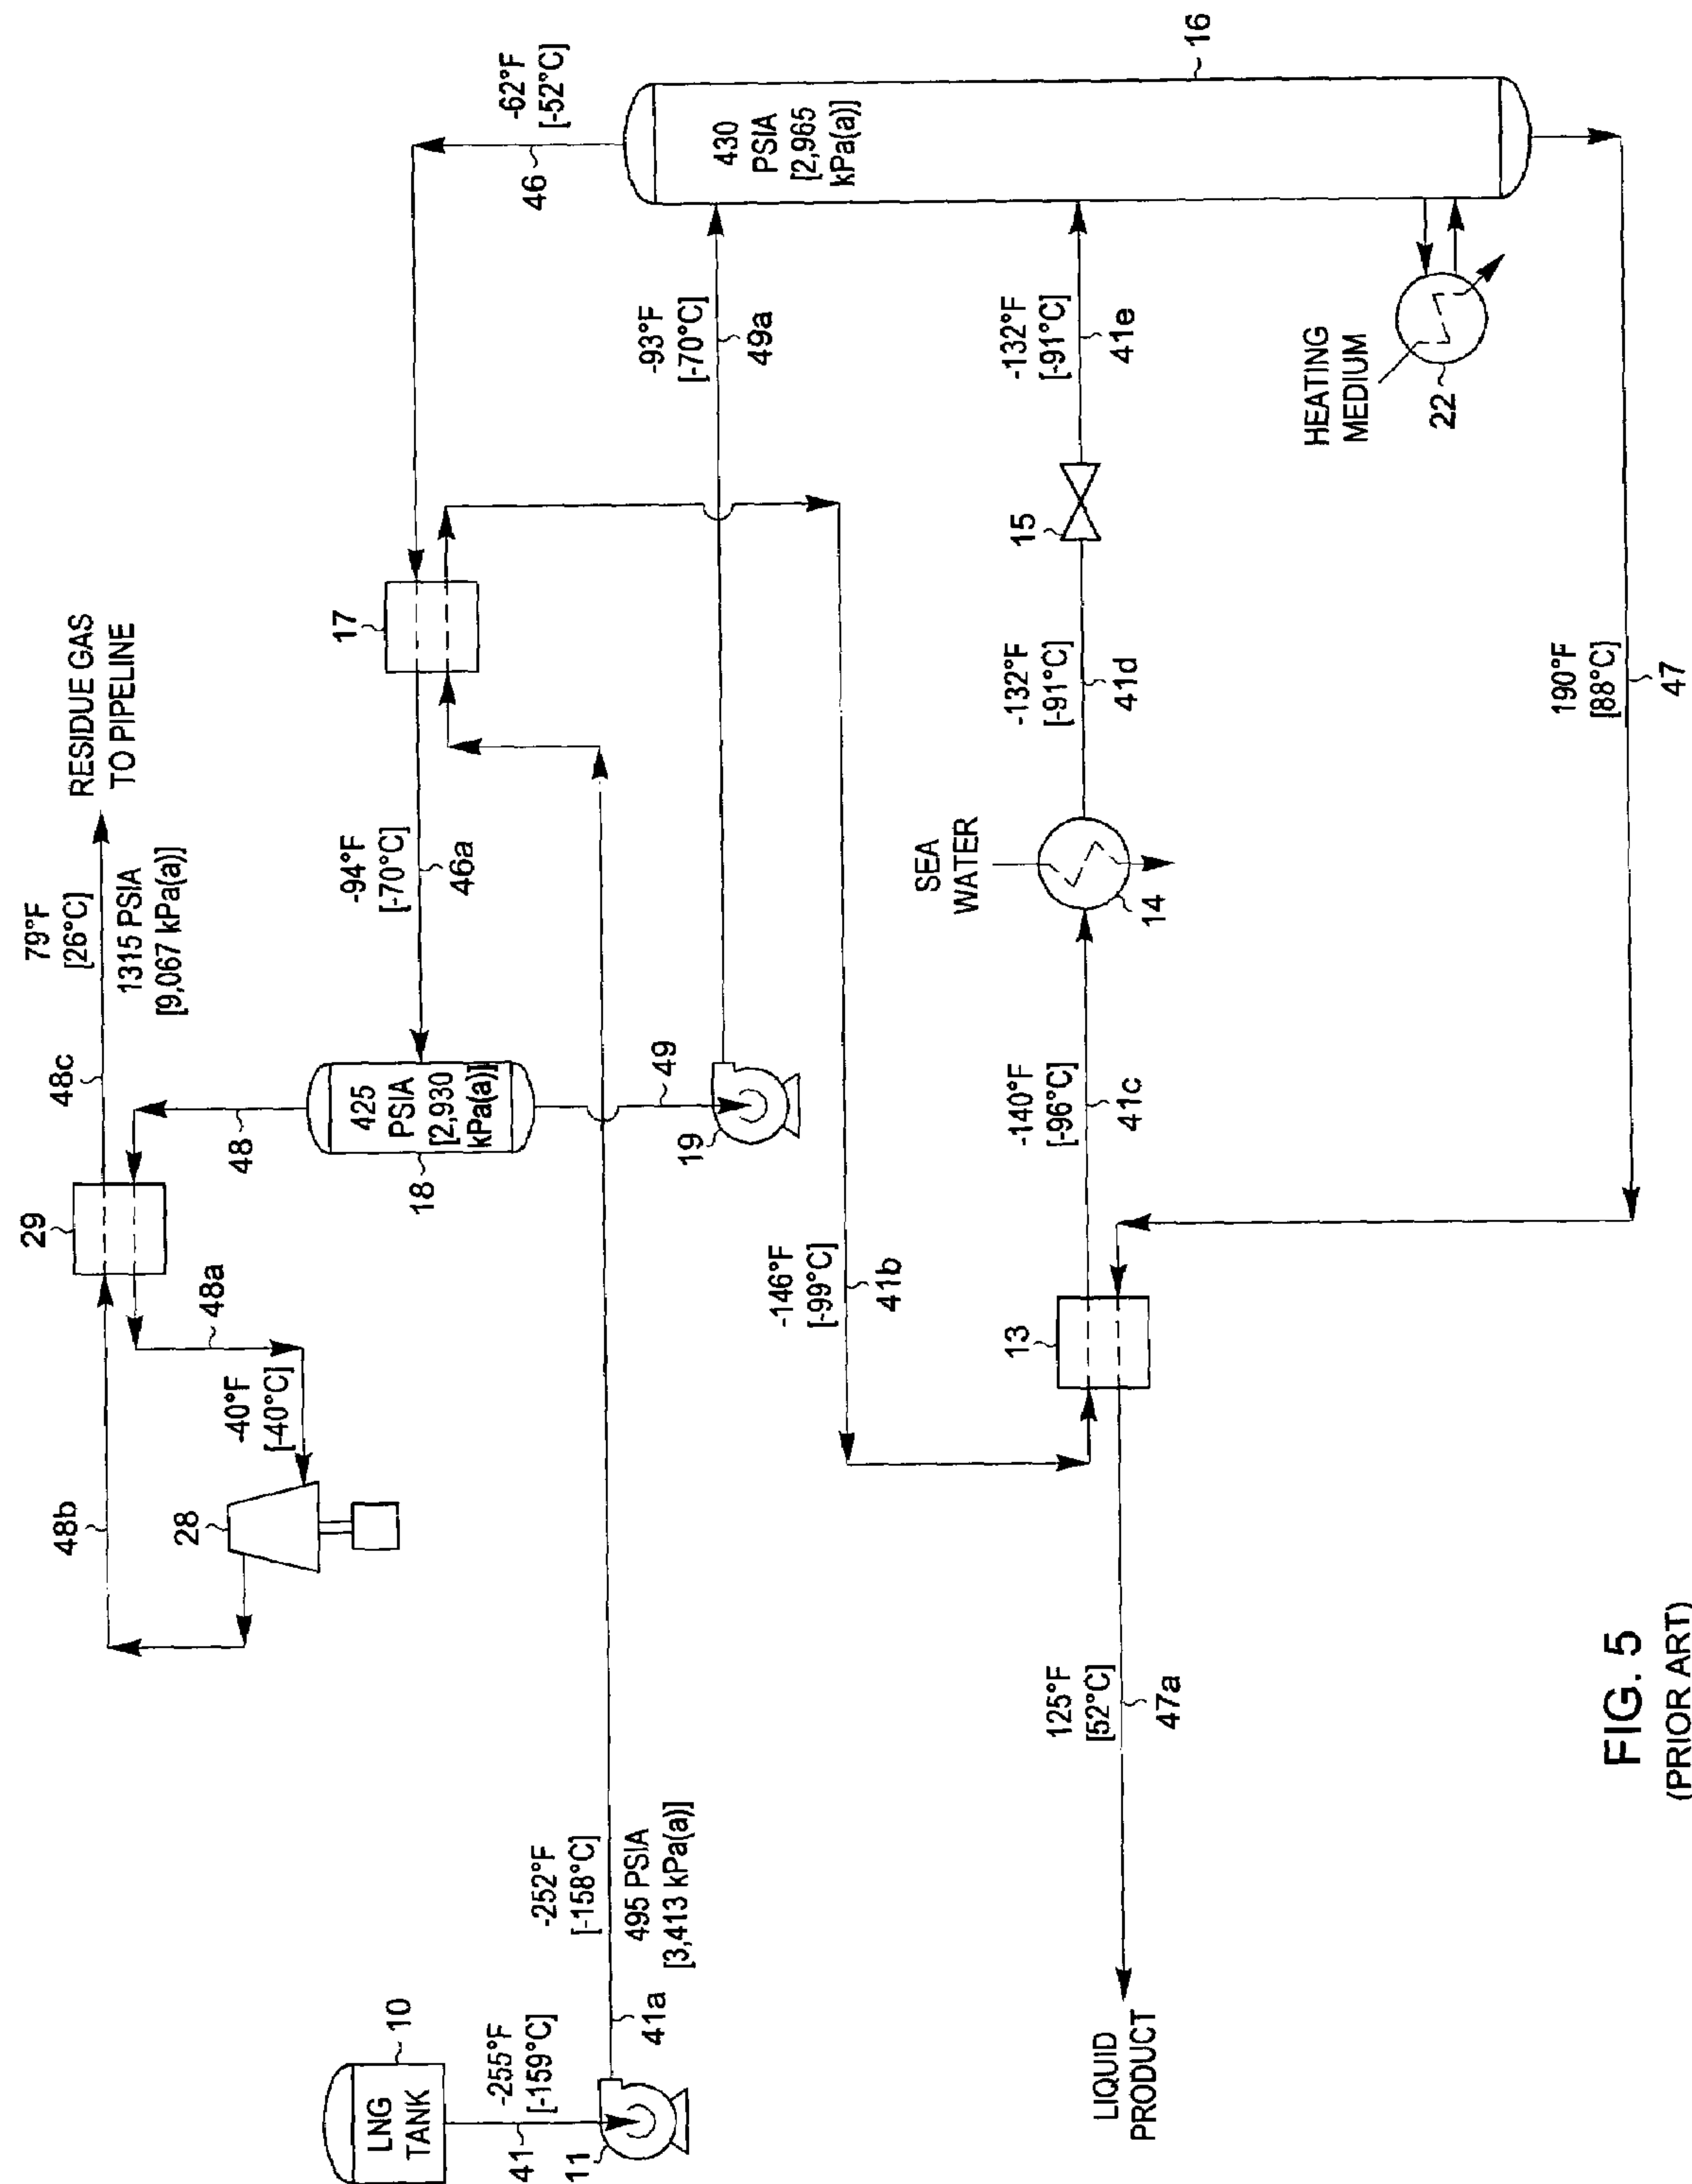 RESIDUE GAS
TO PIPELINE
79°F
[26°C]
1315 PSIA
[9,067 kPa(a)]
48c
29
48b
48
48a
-40°F
[-40°C]
28
425
PSIA
[2,930
kPa(a)]
18
-94°F
[-70°C]
46a
17
-62°F
[-52°C]
46
430
PSIA
[2,965
kPa(a)]
16
49
19
-93°F
[-70°C]
49a
LNG
TANK
10
-255°F
[-159°C]
41
11
41a
-252°F
[-158°C]
495 PSIA
[3,413 kPa(a)]
-146°F
[-99°C]
41b
13
-140°F
[-96°C]
41c
SEA
WATER
14
-132°F
[-91°C]
41d
15
-132°F
[-91°C]
41e
HEATING
MEDIUM
22
LIQUID
PRODUCT
125°F
[52°C]
47a
190°F
[88°C]
47
FIG. 5
(PRIOR ART)